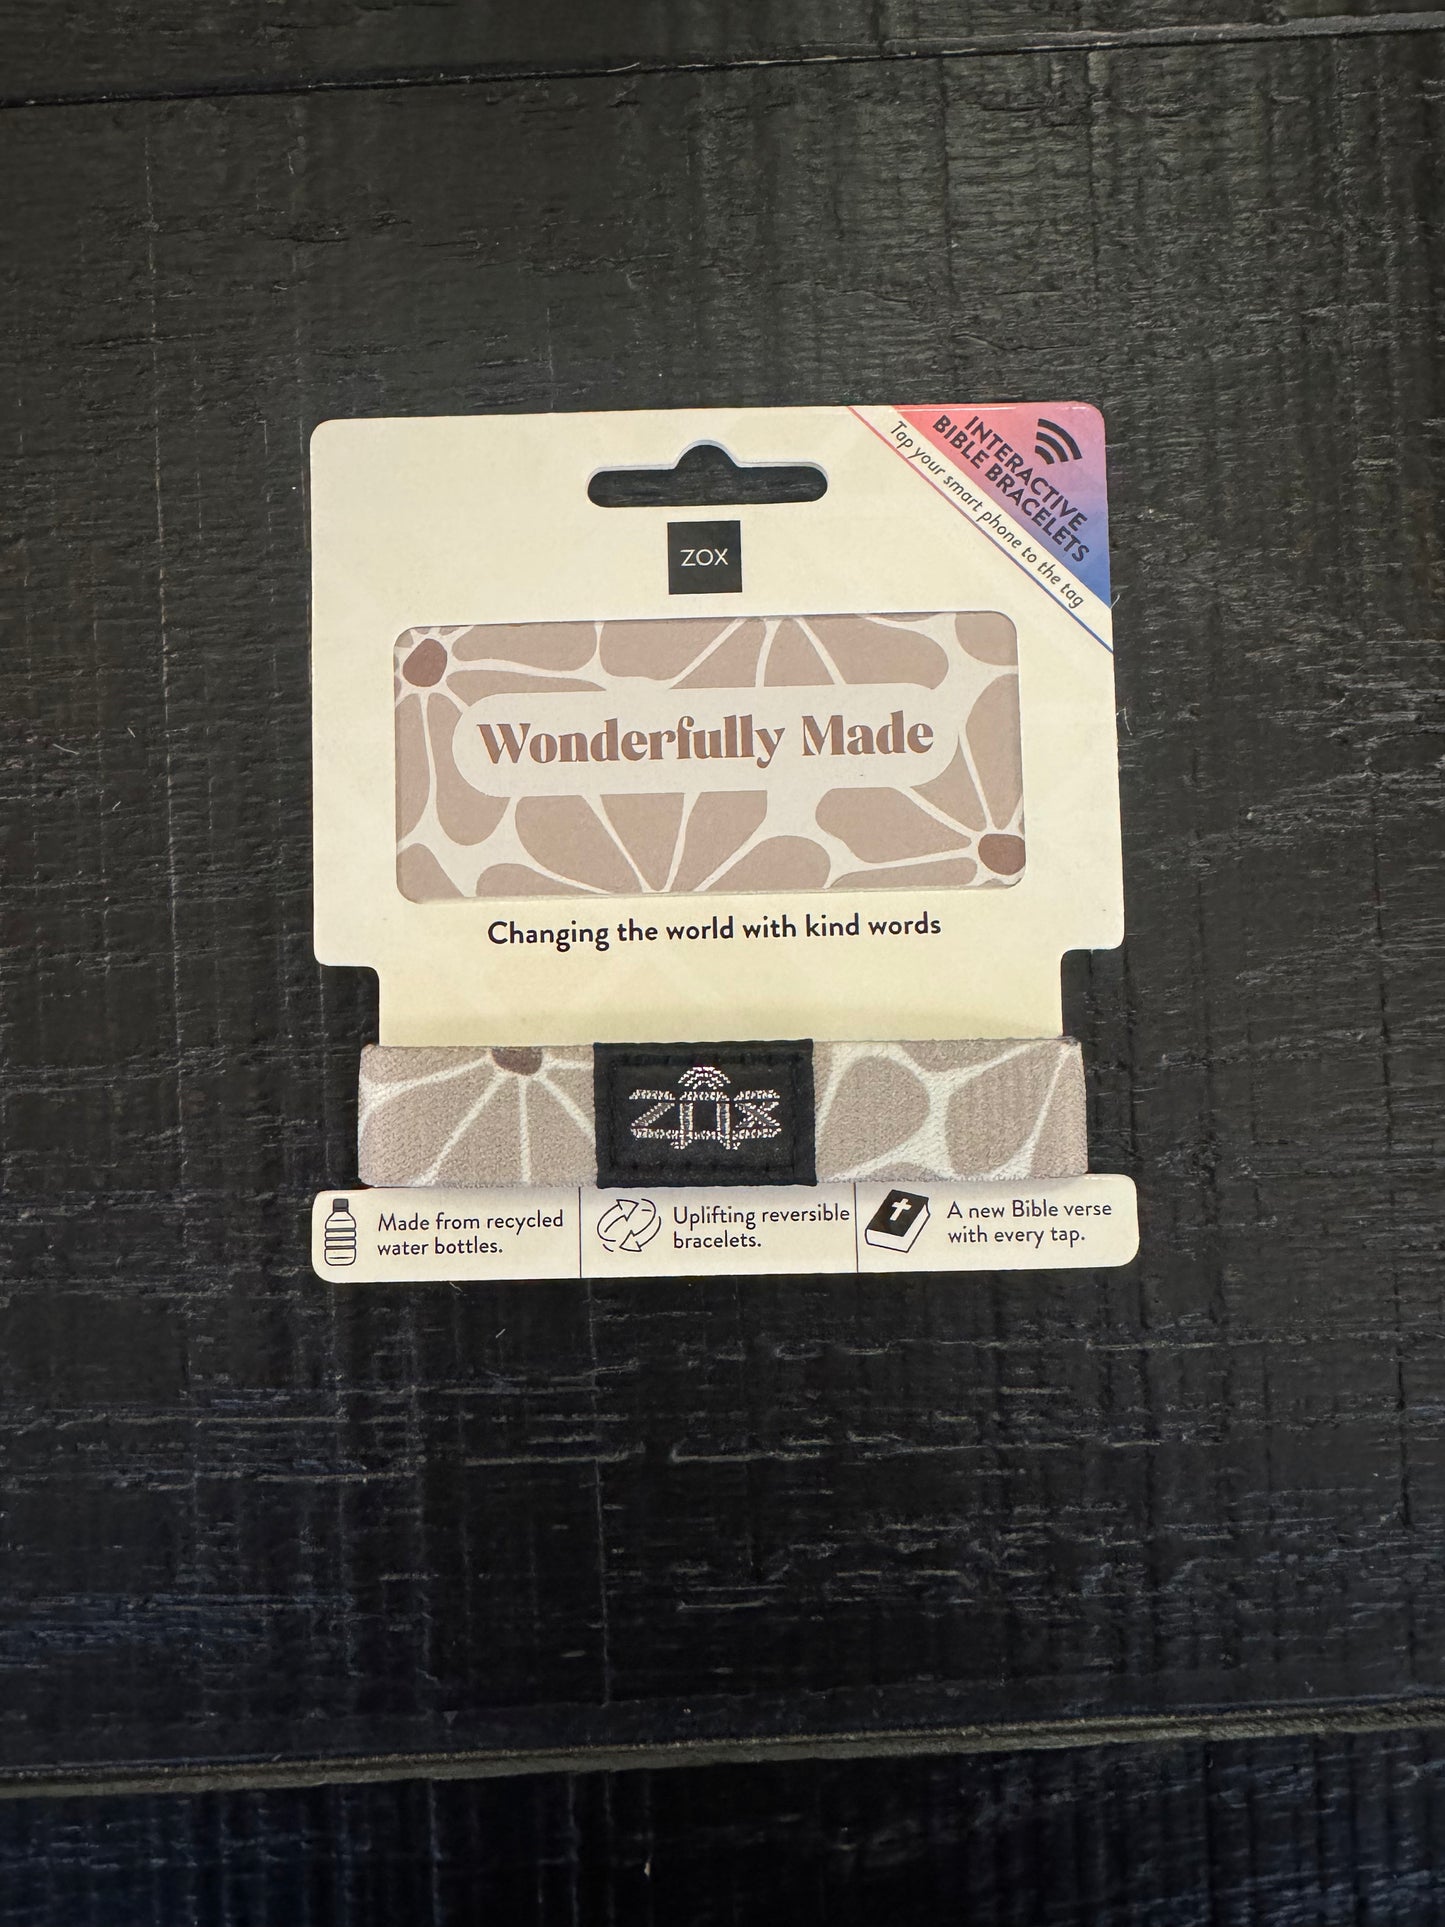 INTERACTIVE
BIBLE BRACELETS
Tap your smart phone to the tag
ZOX
Wonderfully Made
Changing the world with kind words
ZOX
Made from recycled
water bottles.
Uplifting reversible
bracelets.
A new Bible verse
with every tap.